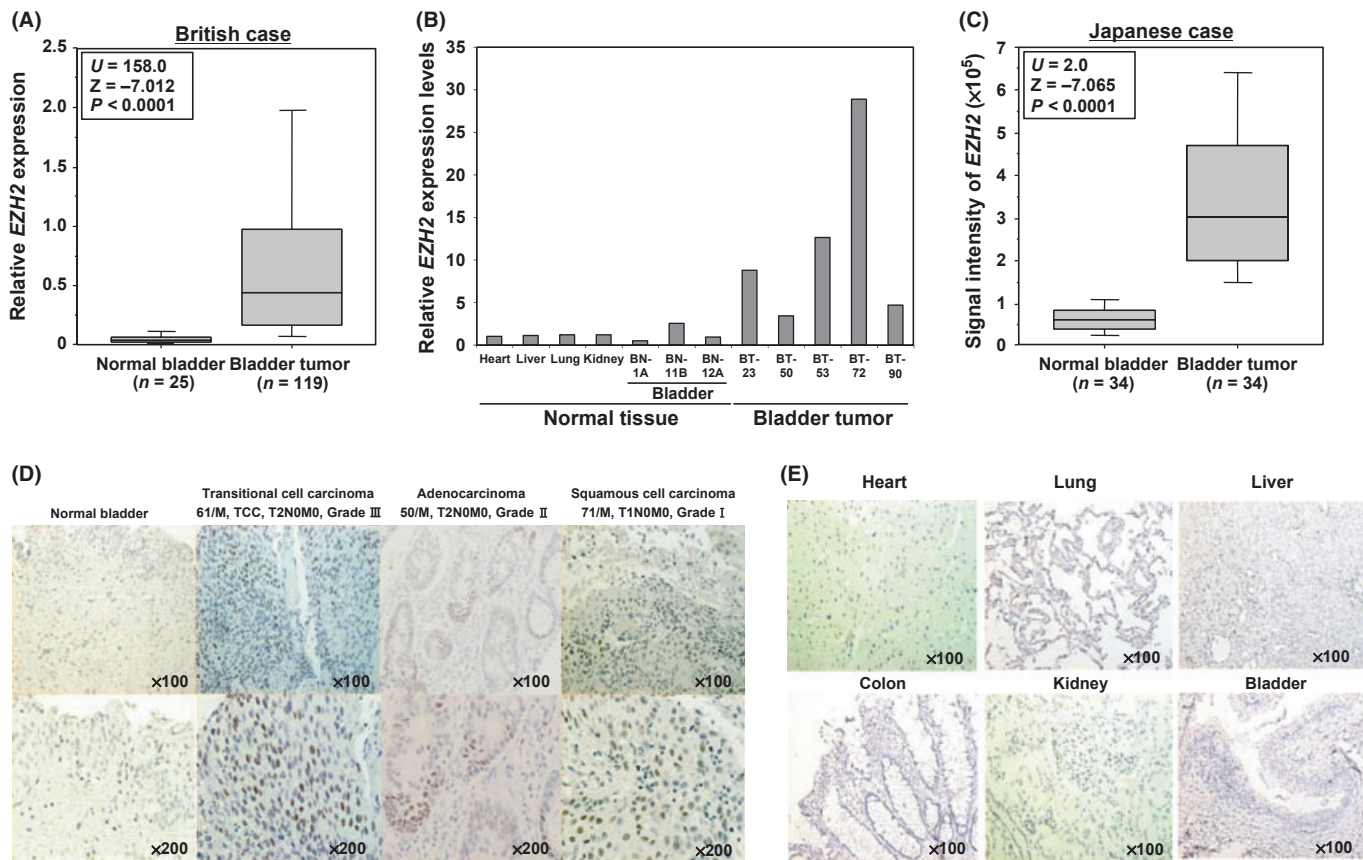 (A)
British case
2.5
2.0
1.5
1.0
0.5
0
Relative EZH2 expression
U = 158.0
Z = –7.012
P < 0.0001
Normal bladder
(n = 25)
Bladder tumor
(n = 119)
(B)
35
30
25
20
15
10
5
0
Relative EZH2 expression levels
Heart Liver Lung Kidney BN- BN- BN- BT- BT- BT- BT- BT-
1A 11B 12A 23 50 53 72 90
Bladder
Normal tissue Bladder tumor
(C)
Japanese case
7
6
5
4
3
2
1
0
Signal intensity of EZH2 (×10⁵)
U = 2.0
Z = –7.065
P < 0.0001
Normal bladder
(n = 34)
Bladder tumor
(n = 34)
(D)
Normal bladder
Transitional cell carcinoma
61/M, TCC, T2N0M0, Grade Ⅲ
Adenocarcinoma
50/M, T2N0M0, Grade Ⅱ
Squamous cell carcinoma
71/M, T1N0M0, Grade Ⅰ
×100 ×100 ×100 ×100
×200 ×200 ×200 ×200
(E)
Heart Lung Liver
×100 ×100 ×100
Colon Kidney Bladder
×100 ×100 ×100